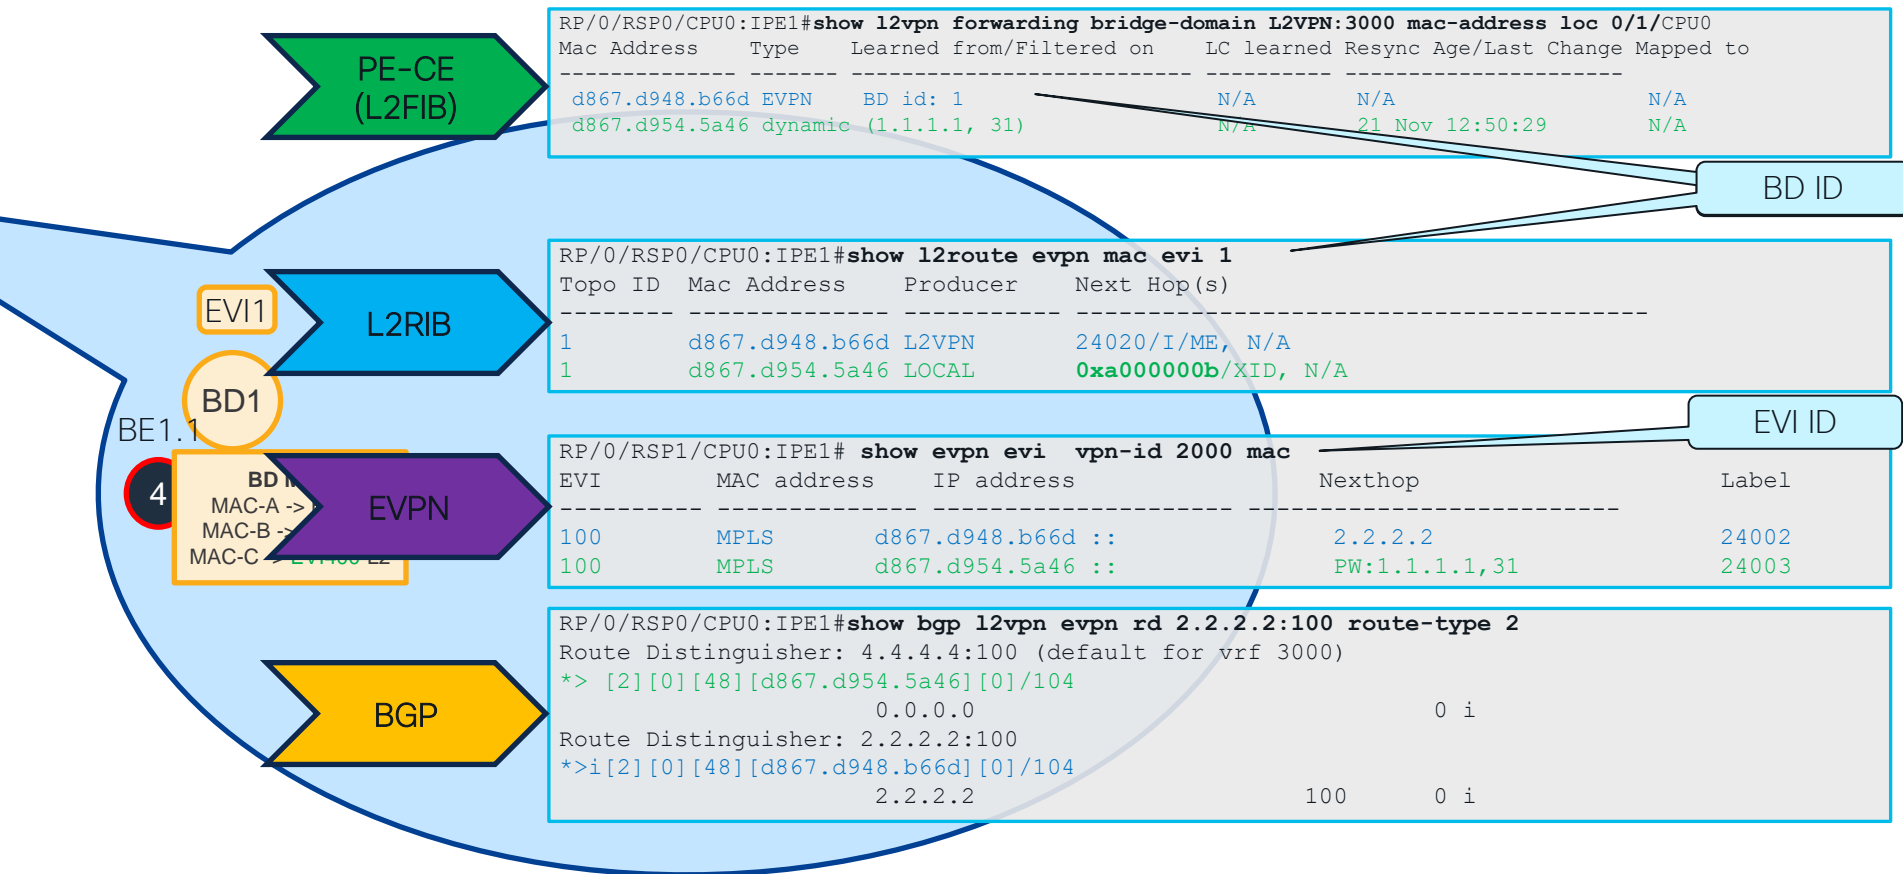 PE-CE
(L2FIB)
RP/0/RSP0/CPU0:IPE1#show l2vpn forwarding bridge-domain L2VPN:3000 mac-address loc 0/1/CPU0
Mac Address    Type    Learned from/Filtered on    LC learned Resync Age/Last Change Mapped to
-------------- ------- --------------------------- ---------- ----------------------
d867.d948.b66d EVPN    BD id: 1    N/A    N/A    N/A
d867.d954.5a46 dynamic (1.1.1.1, 31)    N/A    21 Nov 12:50:29    N/A
BD ID
EVI1
L2RIB
RP/0/RSP0/CPU0:IPE1#show l2route evpn mac evi 1
Topo ID  Mac Address    Producer    Next Hop(s)
-------- -------------- ----------- ----------------------------------------
1        d867.d948.b66d L2VPN       24020/I/ME, N/A
1        d867.d954.5a46 LOCAL       0xa000000b/XID, N/A
BD1
BE1.1
4
BD
MAC-A ->
MAC-B ->
MAC-C -> L2
EVPN
EVI ID
RP/0/RSP1/CPU0:IPE1# show evpn evi  vpn-id 2000 mac
EVI        MAC address    IP address    Nexthop    Label
---------- -------------- --------------------- --------------------------
100        MPLS       d867.d948.b66d ::    2.2.2.2    24002
100        MPLS       d867.d954.5a46 ::    PW:1.1.1.1,31    24003
BGP
RP/0/RSP0/CPU0:IPE1#show bgp l2vpn evpn rd 2.2.2.2:100 route-type 2
Route Distinguisher: 4.4.4.4:100 (default for vrf 3000)
*> [2][0][48][d867.d954.5a46][0]/104
0.0.0.0    0 i
Route Distinguisher: 2.2.2.2:100
*>i[2][0][48][d867.d948.b66d][0]/104
2.2.2.2    100    0 i